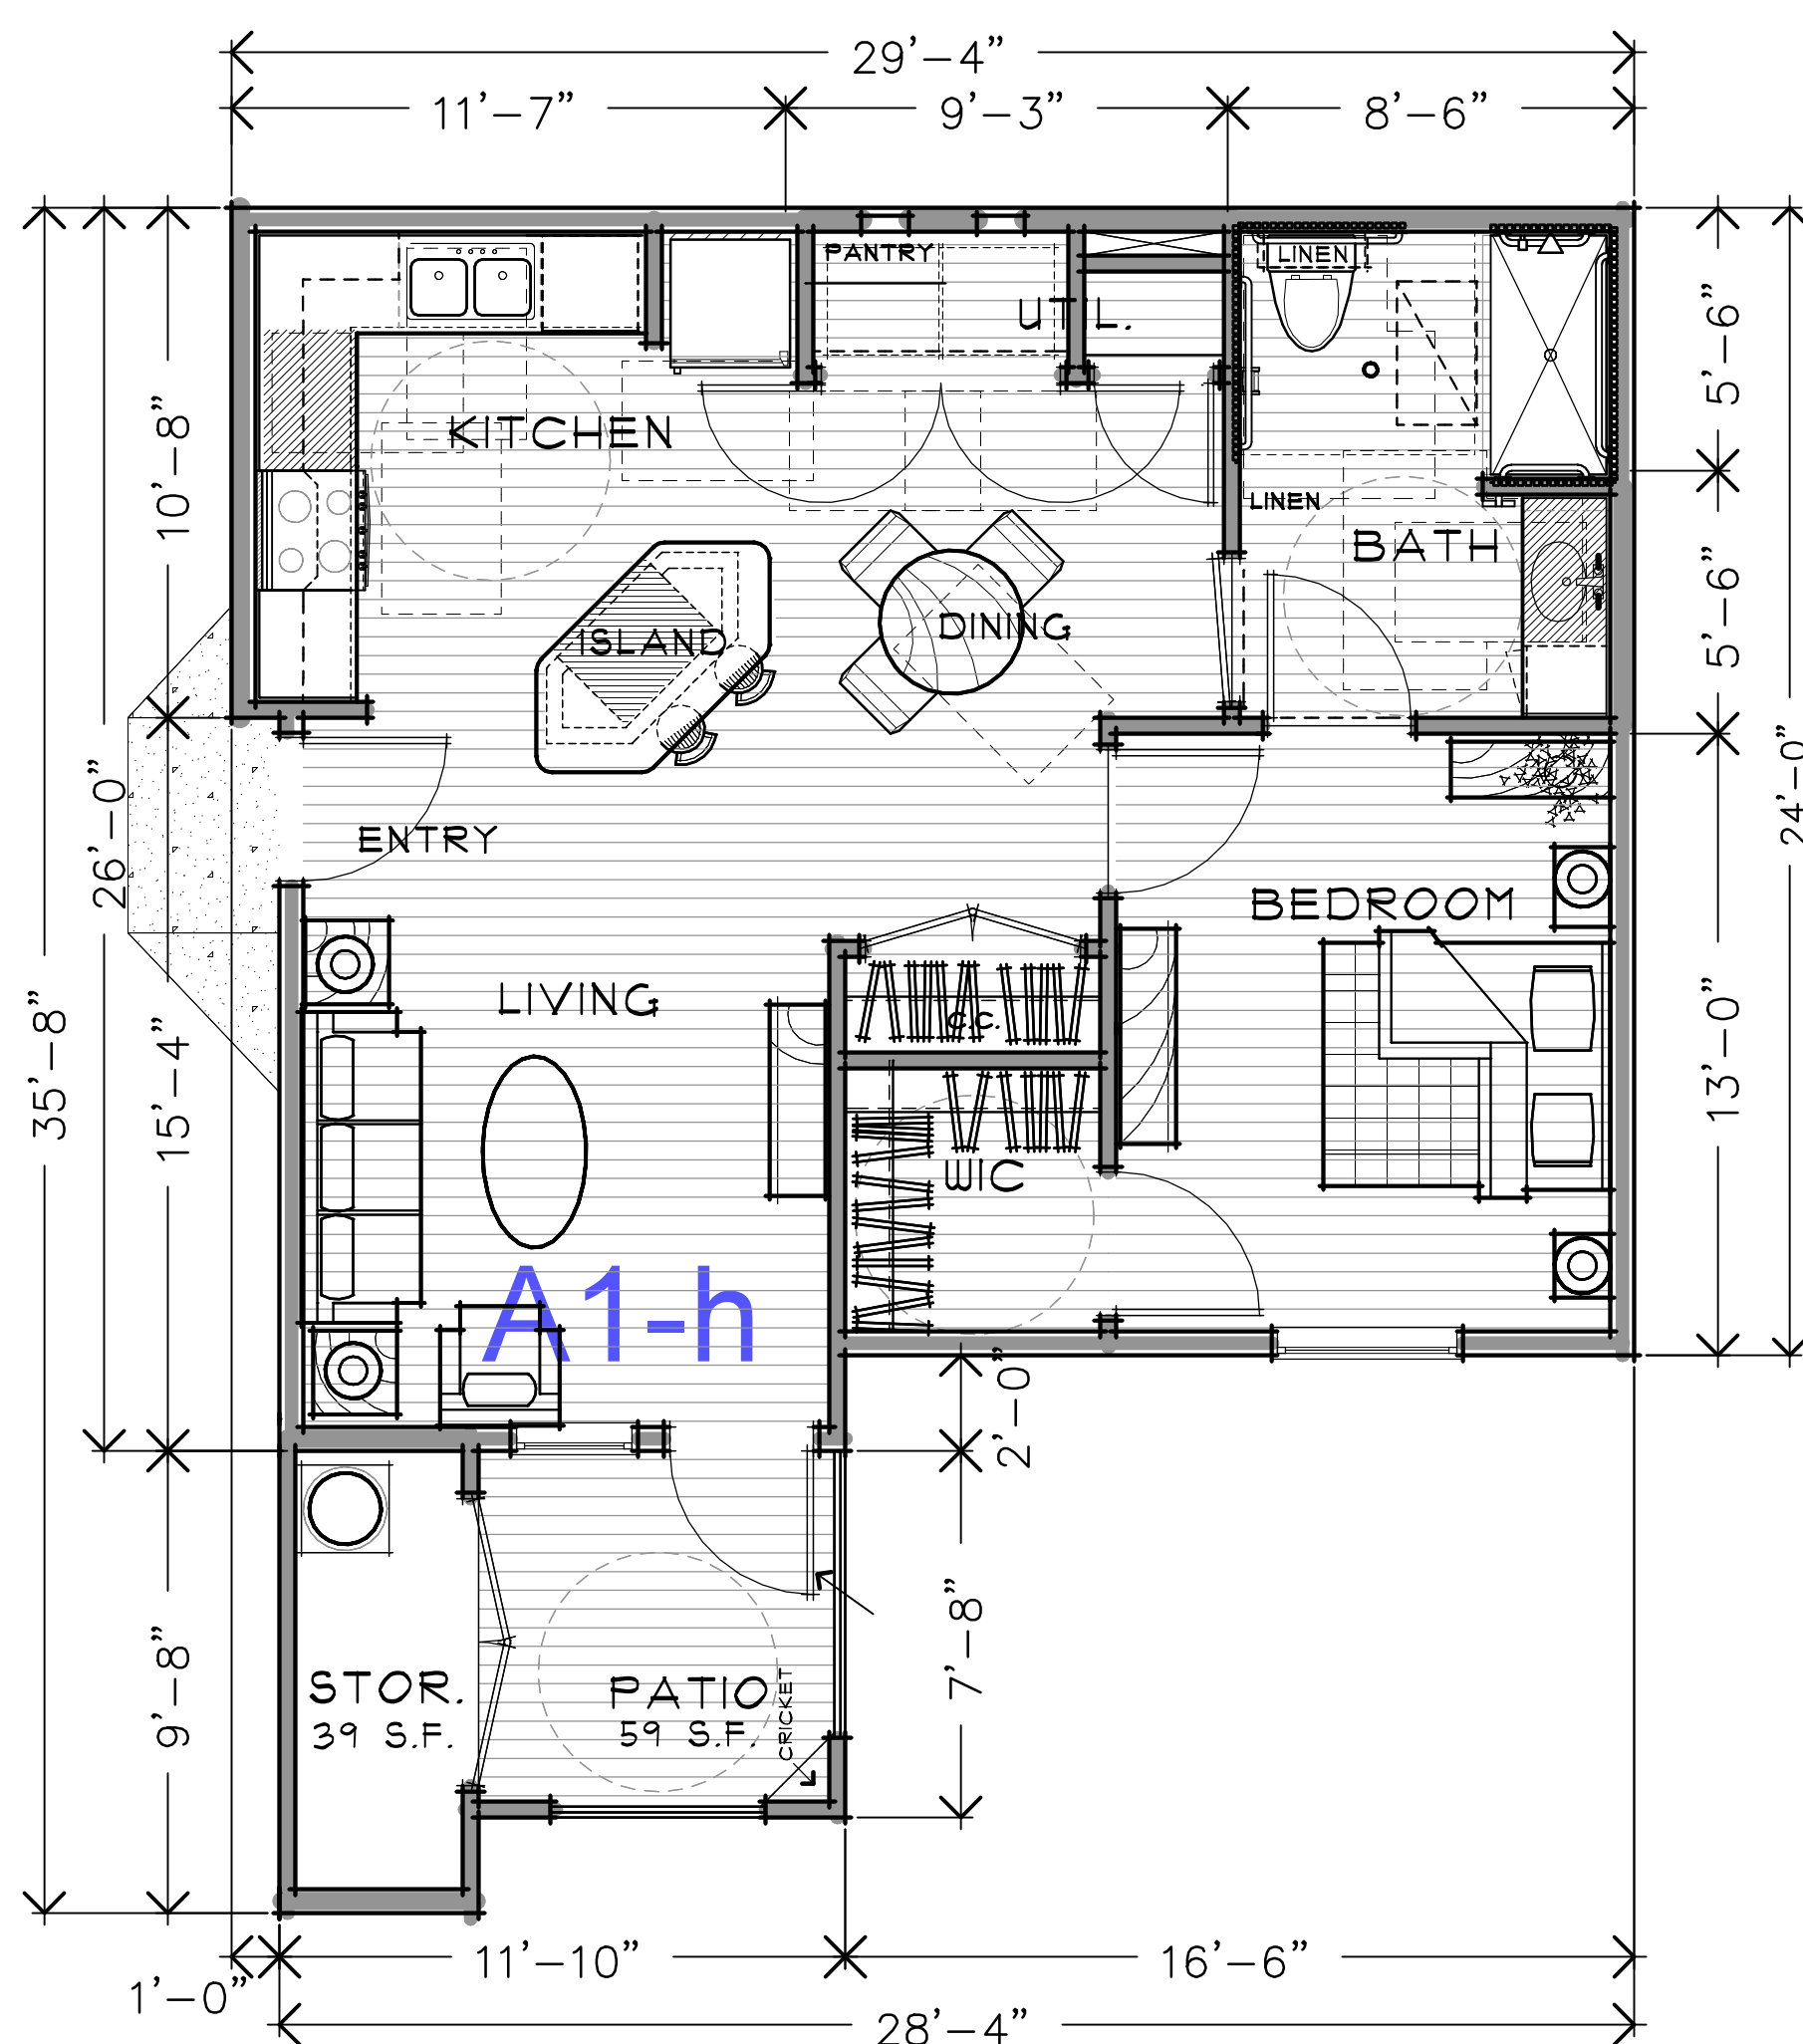 29'-4"
11'-7"
9'-3"
8'-6"
PANTRY
LINEN
UTIL.
5'-6"
10'-8"
KITCHEN
LINEN
BATH
ISLAND
DINING
5'-6"
24'-0"
26'-0"
ENTRY
BEDROOM
LIVING
C.C.
35'-8"
15'-4"
13'-0"
WIC
A1-h
2'-0"
9'-8"
STOR.
39 S.F.
PATIO
59 S.F.
CRICKET
7'-8"
11'-10"
16'-6"
1'-0"
28'-4"